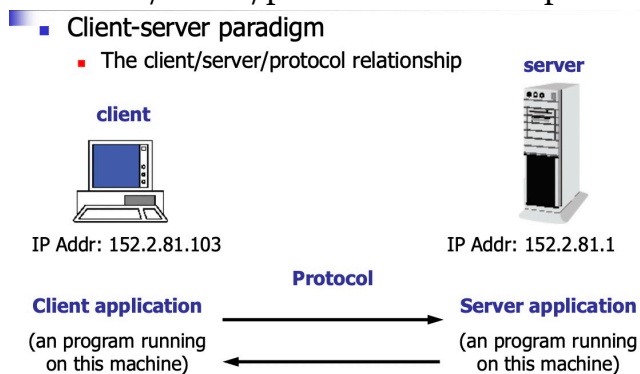 Client-server paradigm
The client/server/protocol relationship
server
client
IP Addr: 152.2.81.103
IP Addr: 152.2.81.1
Protocol
Client application
Server application
(an program running
on this machine)
(an program running
on this machine)